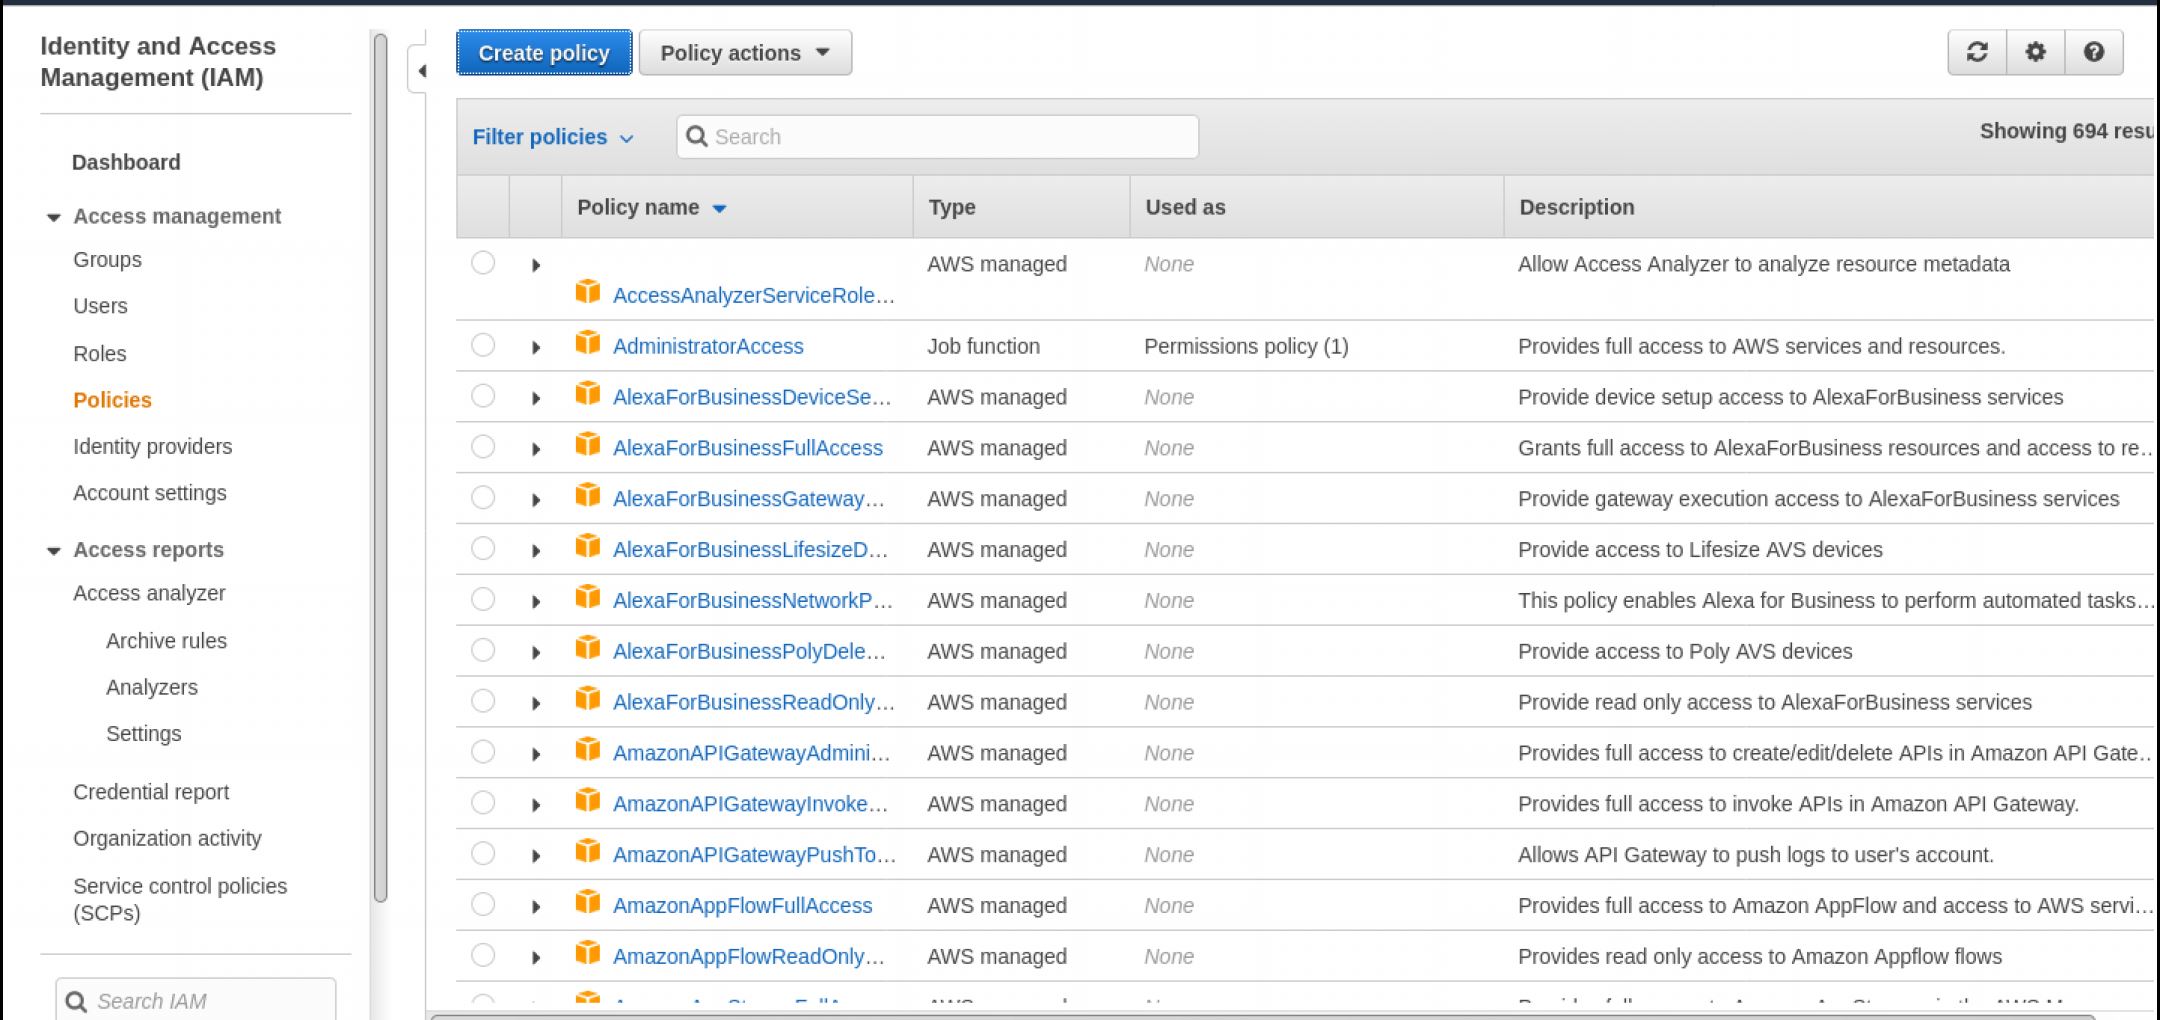 Identity and Access
Management (IAM)
Dashboard
Access management
Groups
Users
Roles
Policies
Identity providers
Account settings
Access reports
Access analyzer
Archive rules
Analyzers
Settings
Credential report
Organization activity
Service control policies
(SCPs)
Search IAM
Create policy Policy actions
Filter policies Search Showing 694 resu
Policy name Type Used as Description
AWS managed None Allow Access Analyzer to analyze resource metadata
AccessAnalyzerServiceRole…
AdministratorAccess Job function Permissions policy (1) Provides full access to AWS services and resources.
AlexaForBusinessDeviceSe… AWS managed None Provide device setup access to AlexaForBusiness services
AlexaForBusinessFullAccess AWS managed None Grants full access to AlexaForBusiness resources and access to re…
AlexaForBusinessGateway… AWS managed None Provide gateway execution access to AlexaForBusiness services
AlexaForBusinessLifesizeD… AWS managed None Provide access to Lifesize AVS devices
AlexaForBusinessNetworkP… AWS managed None This policy enables Alexa for Business to perform automated tasks…
AlexaForBusinessPolyDele… AWS managed None Provide access to Poly AVS devices
AlexaForBusinessReadOnly… AWS managed None Provide read only access to AlexaForBusiness services
AmazonAPIGatewayAdmini… AWS managed None Provides full access to create/edit/delete APIs in Amazon API Gate…
AmazonAPIGatewayInvoke… AWS managed None Provides full access to invoke APIs in Amazon API Gateway.
AmazonAPIGatewayPushTo… AWS managed None Allows API Gateway to push logs to user's account.
AmazonAppFlowFullAccess AWS managed None Provides full access to Amazon AppFlow and access to AWS servi…
AmazonAppFlowReadOnly… AWS managed None Provides read only access to Amazon Appflow flows